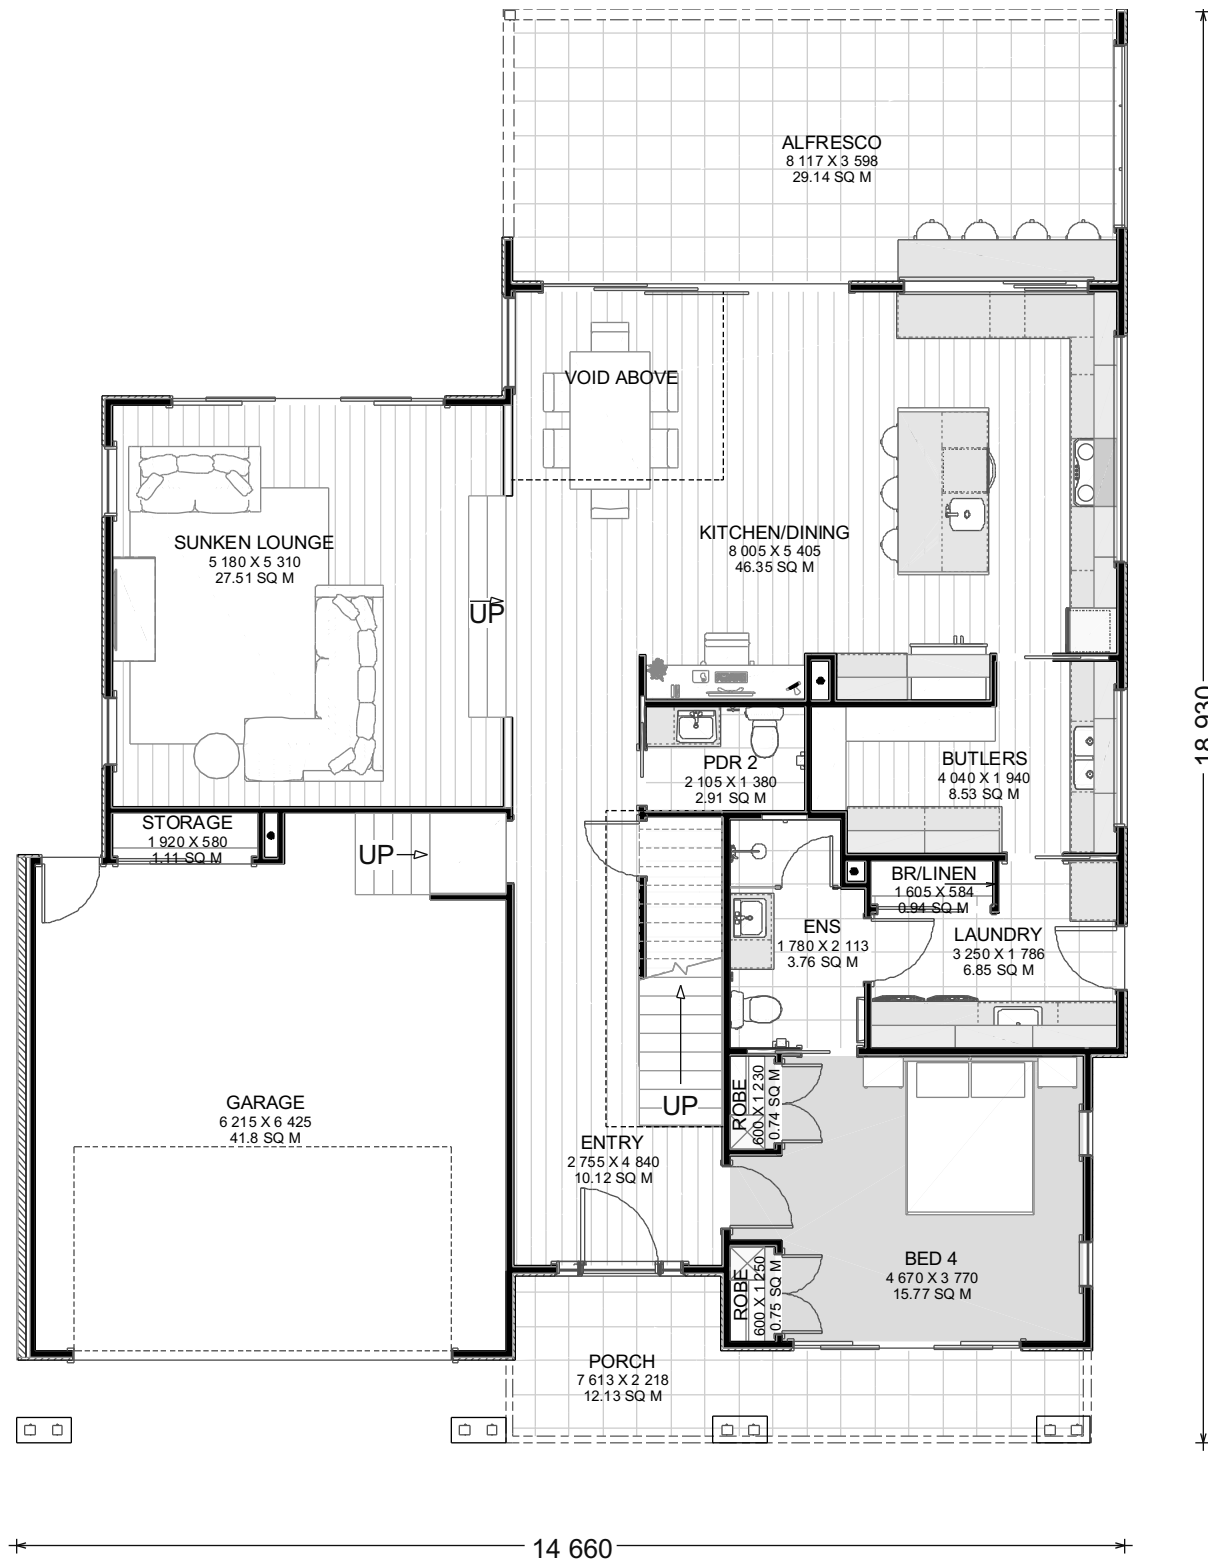 ALFRESCO
8 117 X 3 598
29.14 SQ M
VOID ABOVE
KITCHEN/DINING
8 005 X 5 405
46.35 SQ M
SUNKEN LOUNGE
5 180 X 5 310
27.51 SQ M
UP
18 930
PDR 2
2 105 X 1 380
2.91 SQ M
BUTLERS
4 040 X 1 940
8.53 SQ M
STORAGE
1 920 X 580
1.11 SQ M
UP
BR/LINEN
1 605 X 584
0.94 SQ M
ENS
1 780 X 2 113
3.76 SQ M
LAUNDRY
3 250 X 1 786
6.85 SQ M
GARAGE
6 215 X 6 425
41.8 SQ M
UP
ROBE
600 X 1 230
0.74 SQ M
ENTRY
2 755 X 4 840
10.12 SQ M
BED 4
4 670 X 3 770
15.77 SQ M
ROBE
600 X 1 250
0.75 SQ M
PORCH
7 613 X 2 218
12.13 SQ M
14 660